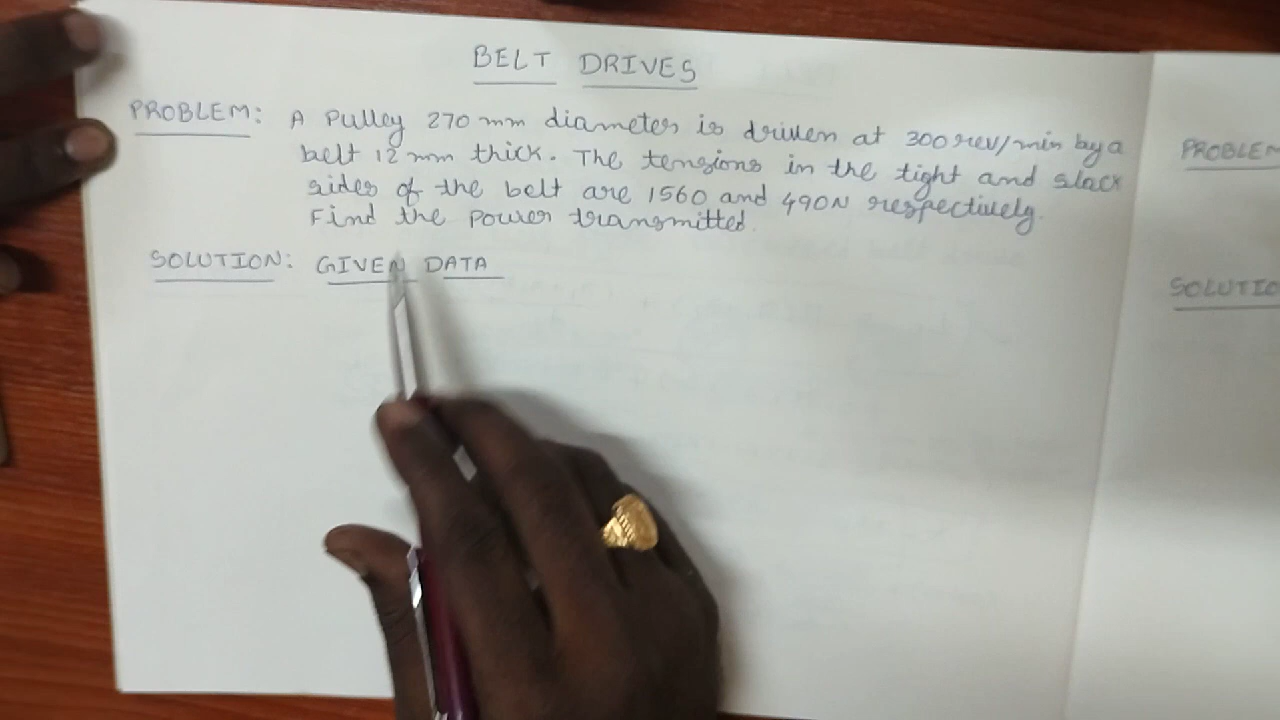 BELT DRIVES
PROBLEM: A Pulley 270 mm diameter is driven at 300 rev/min by a
belt 12 mm thick. The tensions in the tight and slack
sides of the belt are 1560 and 490N respectively.
Find the power transmitted.
SOLUTION: GIVEN DATA
PROBLEM
SOLUTIO